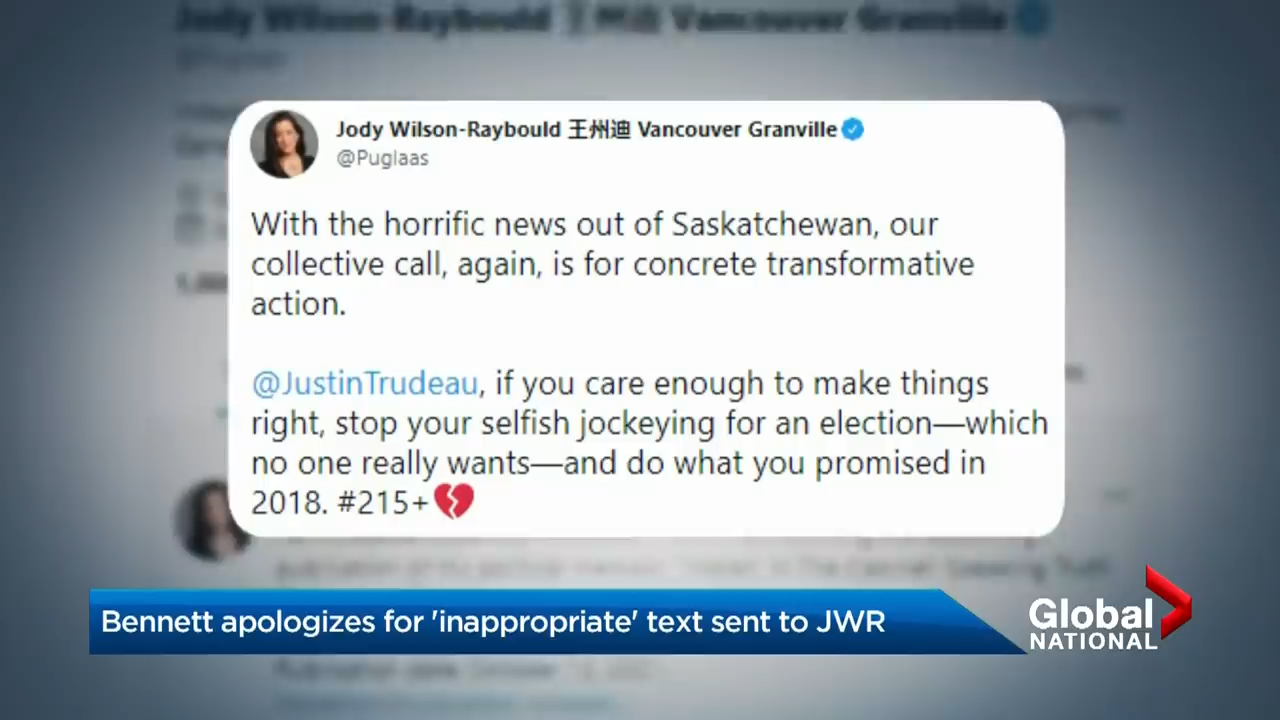 Jody Wilson-Raybould 王州迪 Vancouver Granville
@Puglaas
With the horrific news out of Saskatchewan, our
collective call, again, is for concrete transformative
action.
@JustinTrudeau, if you care enough to make things
right, stop your selfish jockeying for an election—which
no one really wants—and do what you promised in
2018. #215+💔
Bennett apologizes for 'inappropriate' text sent to JWR
Global
NATIONAL